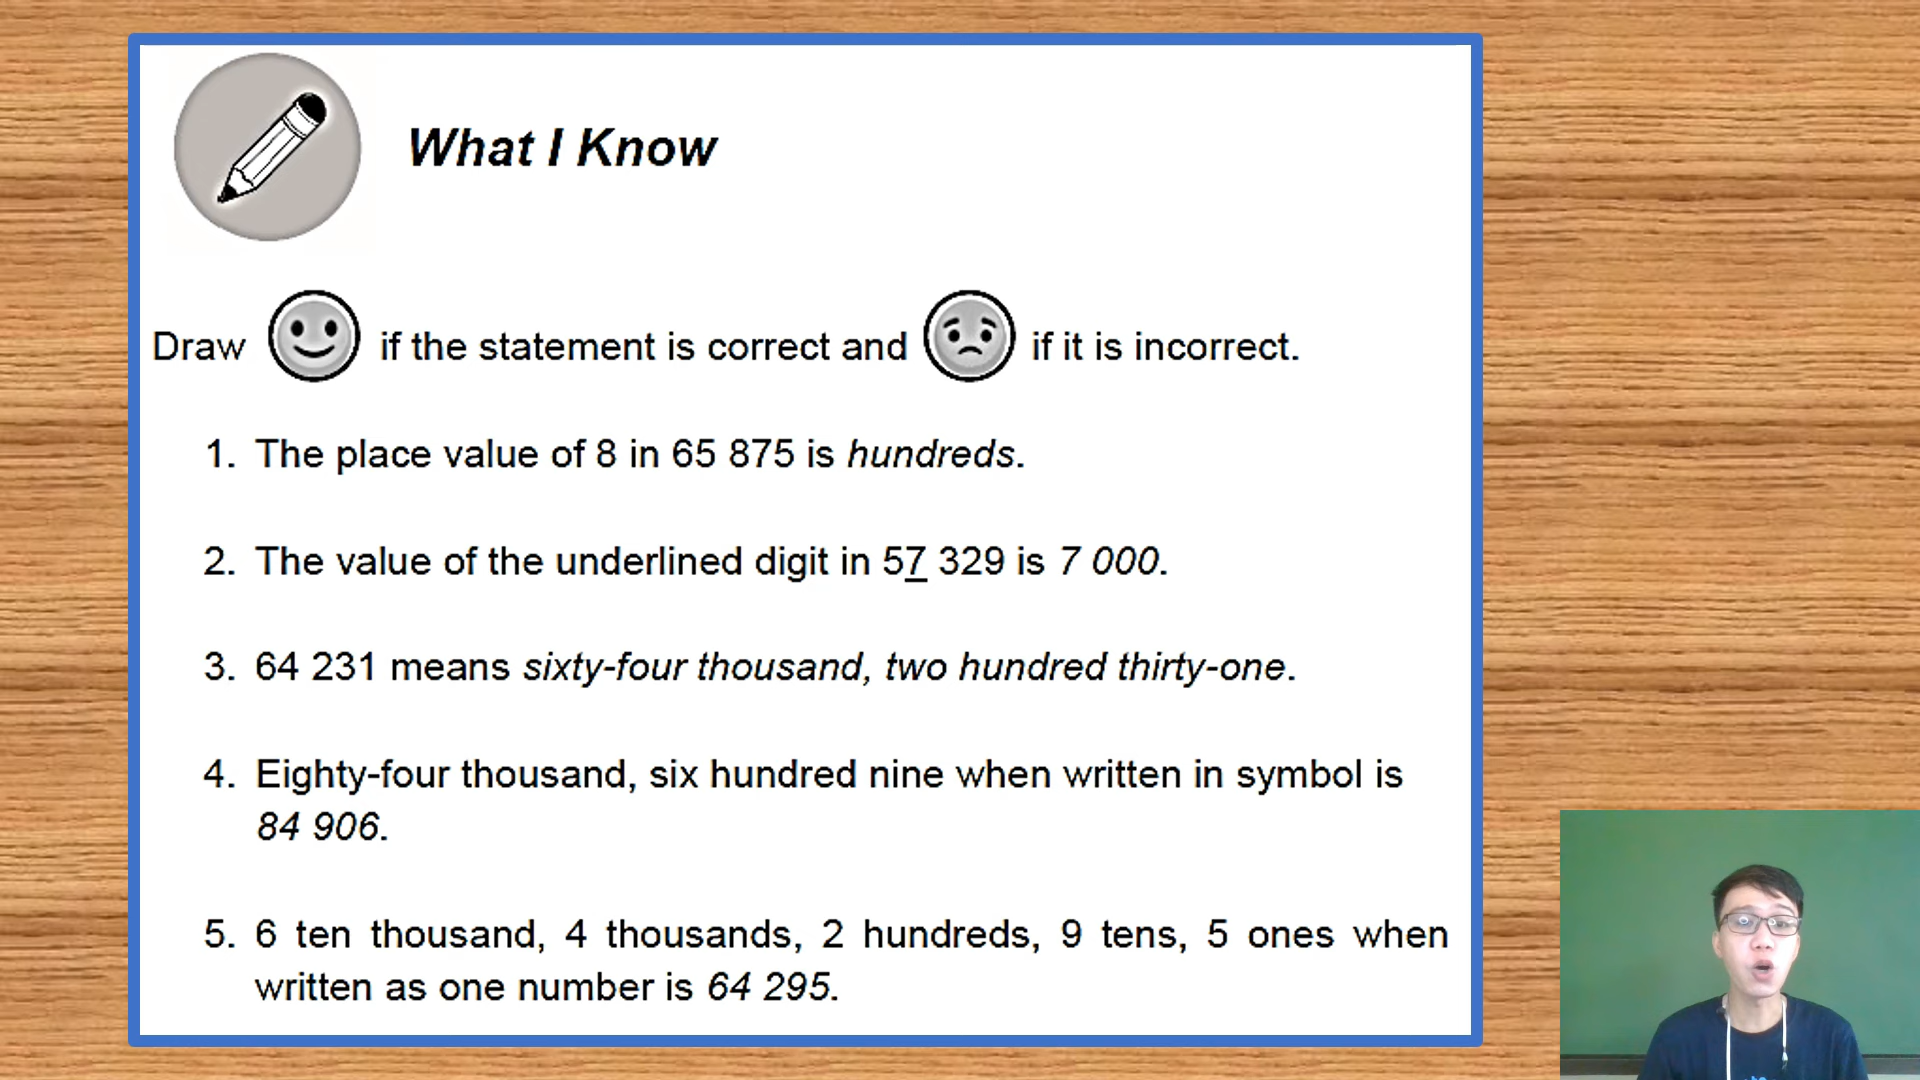 What I Know
Draw if the statement is correct and if it is incorrect.
1. The place value of 8 in 65 875 is hundreds.
2. The value of the underlined digit in 57 329 is 7 000.
3. 64 231 means sixty-four thousand, two hundred thirty-one.
4. Eighty-four thousand, six hundred nine when written in symbol is
84 906.
5. 6 ten thousand, 4 thousands, 2 hundreds, 9 tens, 5 ones when
written as one number is 64 295.